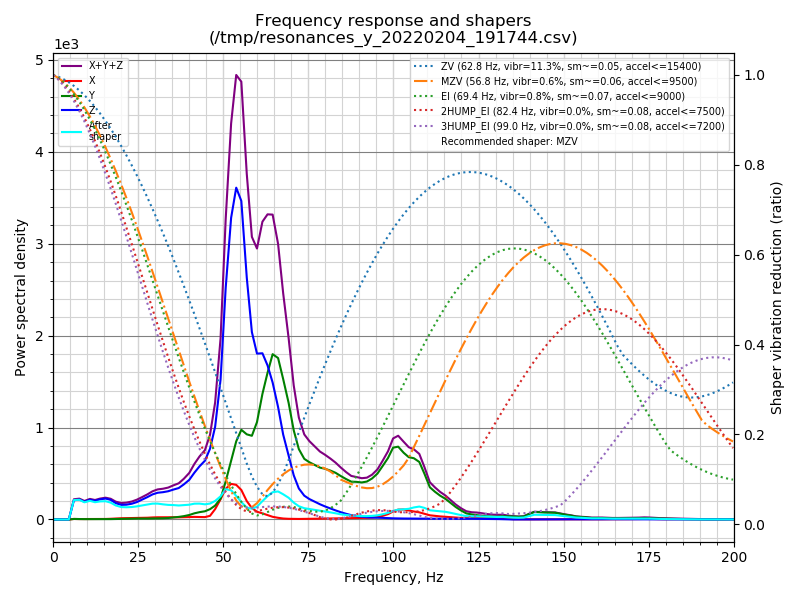 Frequency response and shapers
(/tmp/resonances_y_20220204_191744.csv)
1e3
X+Y+Z
X
Y
Z
After
shaper
ZV (62.8 Hz, vibr=11.3%, sm~=0.05, accel<=15400)
MZV (56.8 Hz, vibr=0.6%, sm~=0.06, accel<=9500)
EI (69.4 Hz, vibr=0.8%, sm~=0.07, accel<=9000)
2HUMP_EI (82.4 Hz, vibr=0.0%, sm~=0.08, accel<=7500)
3HUMP_EI (99.0 Hz, vibr=0.0%, sm~=0.08, accel<=7200)
Recommended shaper: MZV
5
4
3
2
1
0
Power spectral density
1.0
0.8
0.6
0.4
0.2
0.0
Shaper vibration reduction (ratio)
0 25 50 75 100 125 150 175 200
Frequency, Hz